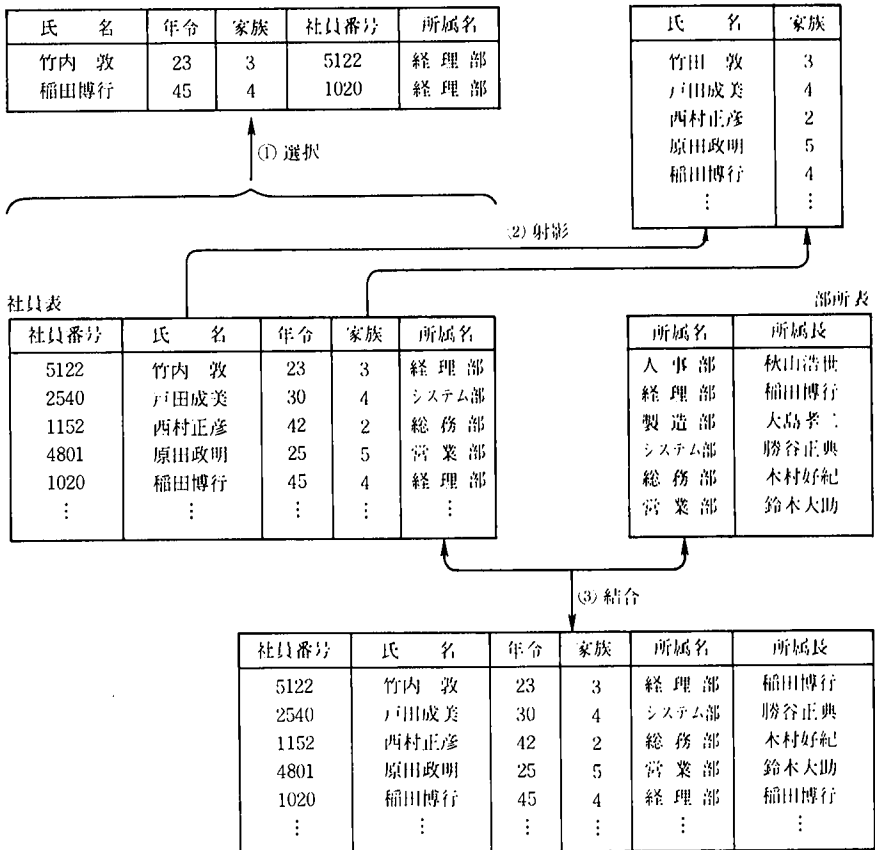 氏　名 年令 家族 社員番号 所属名
竹内　敦 23 3 5122 経理部
稲田博行 45 4 1020 経理部
氏　名 家族
竹田　敦 3
戸田成美 4
西村正彦 2
原田政明 5
稲田博行 4
⋮ ⋮
(1) 選択
(2) 射影
社員表
社員番号 氏　名 年令 家族 所属名
5122 竹内　敦 23 3 経理部
2540 戸田成美 30 4 システム部
1152 西村正彦 42 2 総務部
4801 原田政明 25 5 営業部
1020 稲田博行 45 4 経理部
⋮ ⋮ ⋮ ⋮ ⋮
部所表
所属名 所属長
人事部 秋山浩世
経理部 稲田博行
製造部 大島孝二
システム部 勝谷正典
総務部 木村好紀
営業部 鈴木大助
(3) 結合
社員番号 氏　名 年令 家族 所属名 所属長
5122 竹内　敦 23 3 経理部 稲田博行
2540 戸田成美 30 4 システム部 勝谷正典
1152 西村正彦 42 2 総務部 木村好紀
4801 原田政明 25 5 営業部 鈴木大助
1020 稲田博行 45 4 経理部 稲田博行
⋮ ⋮ ⋮ ⋮ ⋮ ⋮